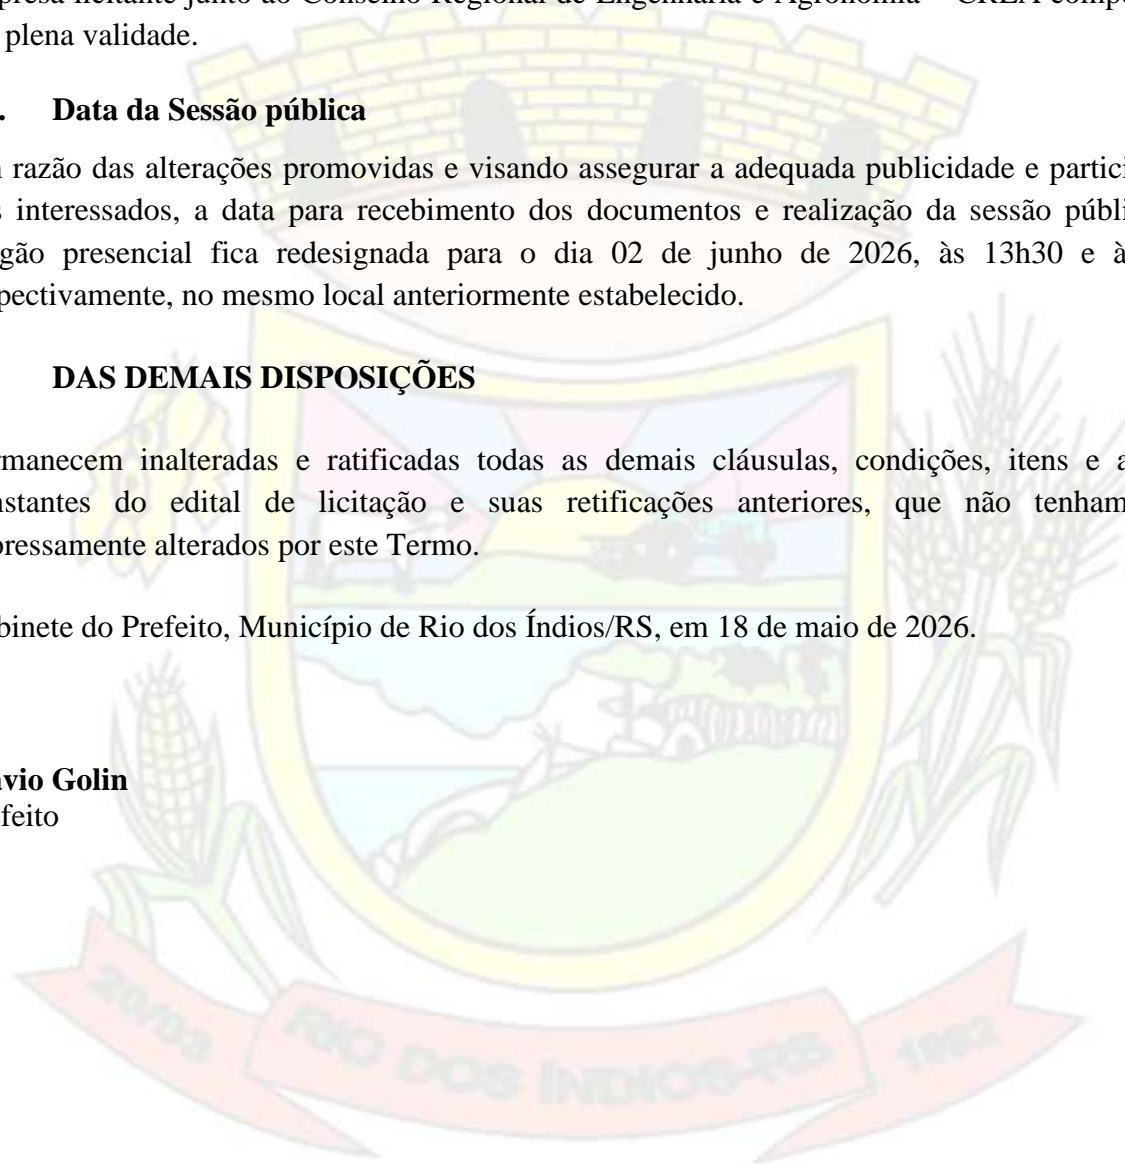 presa licitante junto ao Conselho Regional de Engenharia e Agronomia – CREA comp
plena validade.
. Data da Sessão pública
razão das alterações promovidas e visando assegurar a adequada publicidade e partici
s interessados, a data para recebimento dos documentos e realização da sessão públi
gão presencial fica redesignada para o dia 02 de junho de 2026, às 13h30 e à
pectivamente, no mesmo local anteriormente estabelecido.
DAS DEMAIS DISPOSIÇÕES
rmanecem inalteradas e ratificadas todas as demais cláusulas, condições, itens e a
nstantes do edital de licitação e suas retificações anteriores, que não tenham
pressamente alterados por este Termo.
binete do Prefeito, Município de Rio dos Índios/RS, em 18 de maio de 2026.
vio Golin
feito
20/03 RIO DOS ÍNDIOS-RS 1992